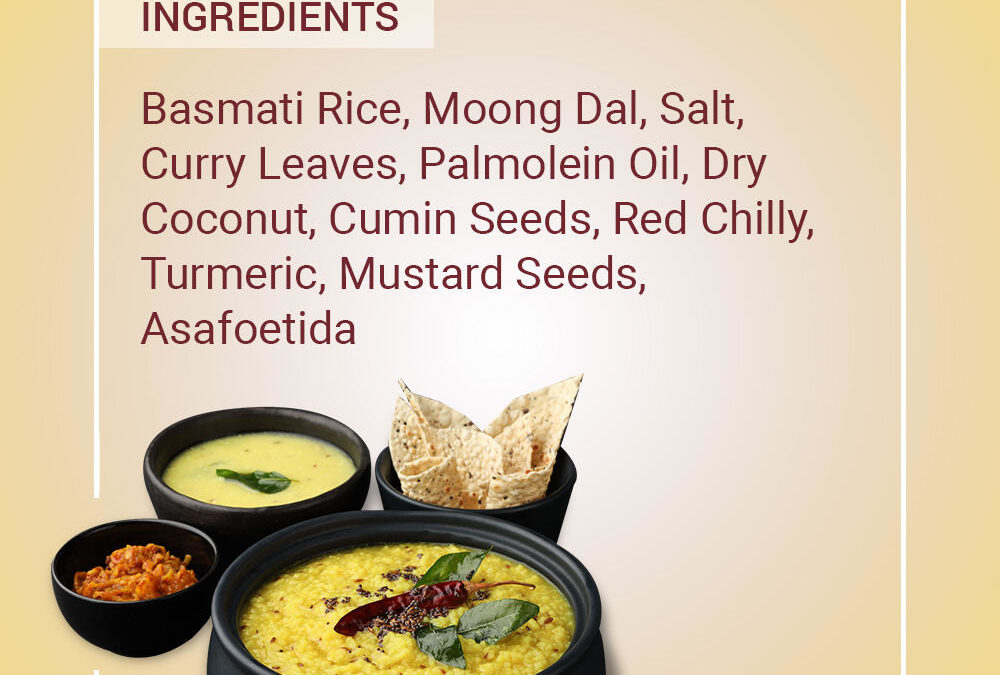 INGREDIENTS
Basmati Rice, Moong Dal, Salt,
Curry Leaves, Palmolein Oil, Dry
Coconut, Cumin Seeds, Red Chilly,
Turmeric, Mustard Seeds,
Asafoetida